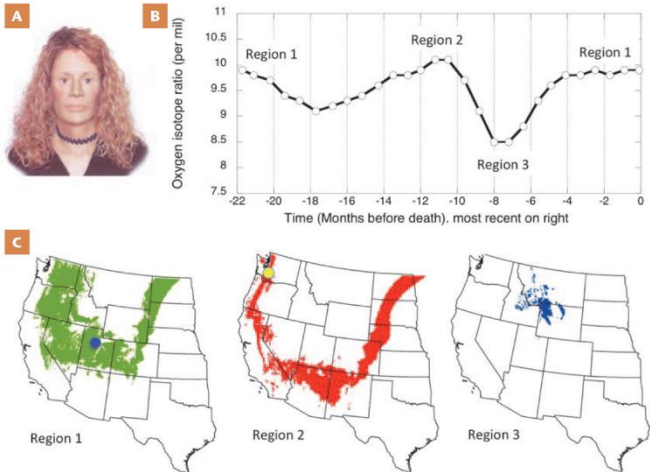 A
B
Oxygen isotope ratio (per mil)
11
10.5
10
9.5
9
8.5
8
7.5
Region 1
Region 2
Region 1
Region 3
-22 -20 -18 -16 -14 -12 -10 -8 -6 -4 -2 0
Time (Months before death). most recent on right
C
Region 1
Region 2
Region 3